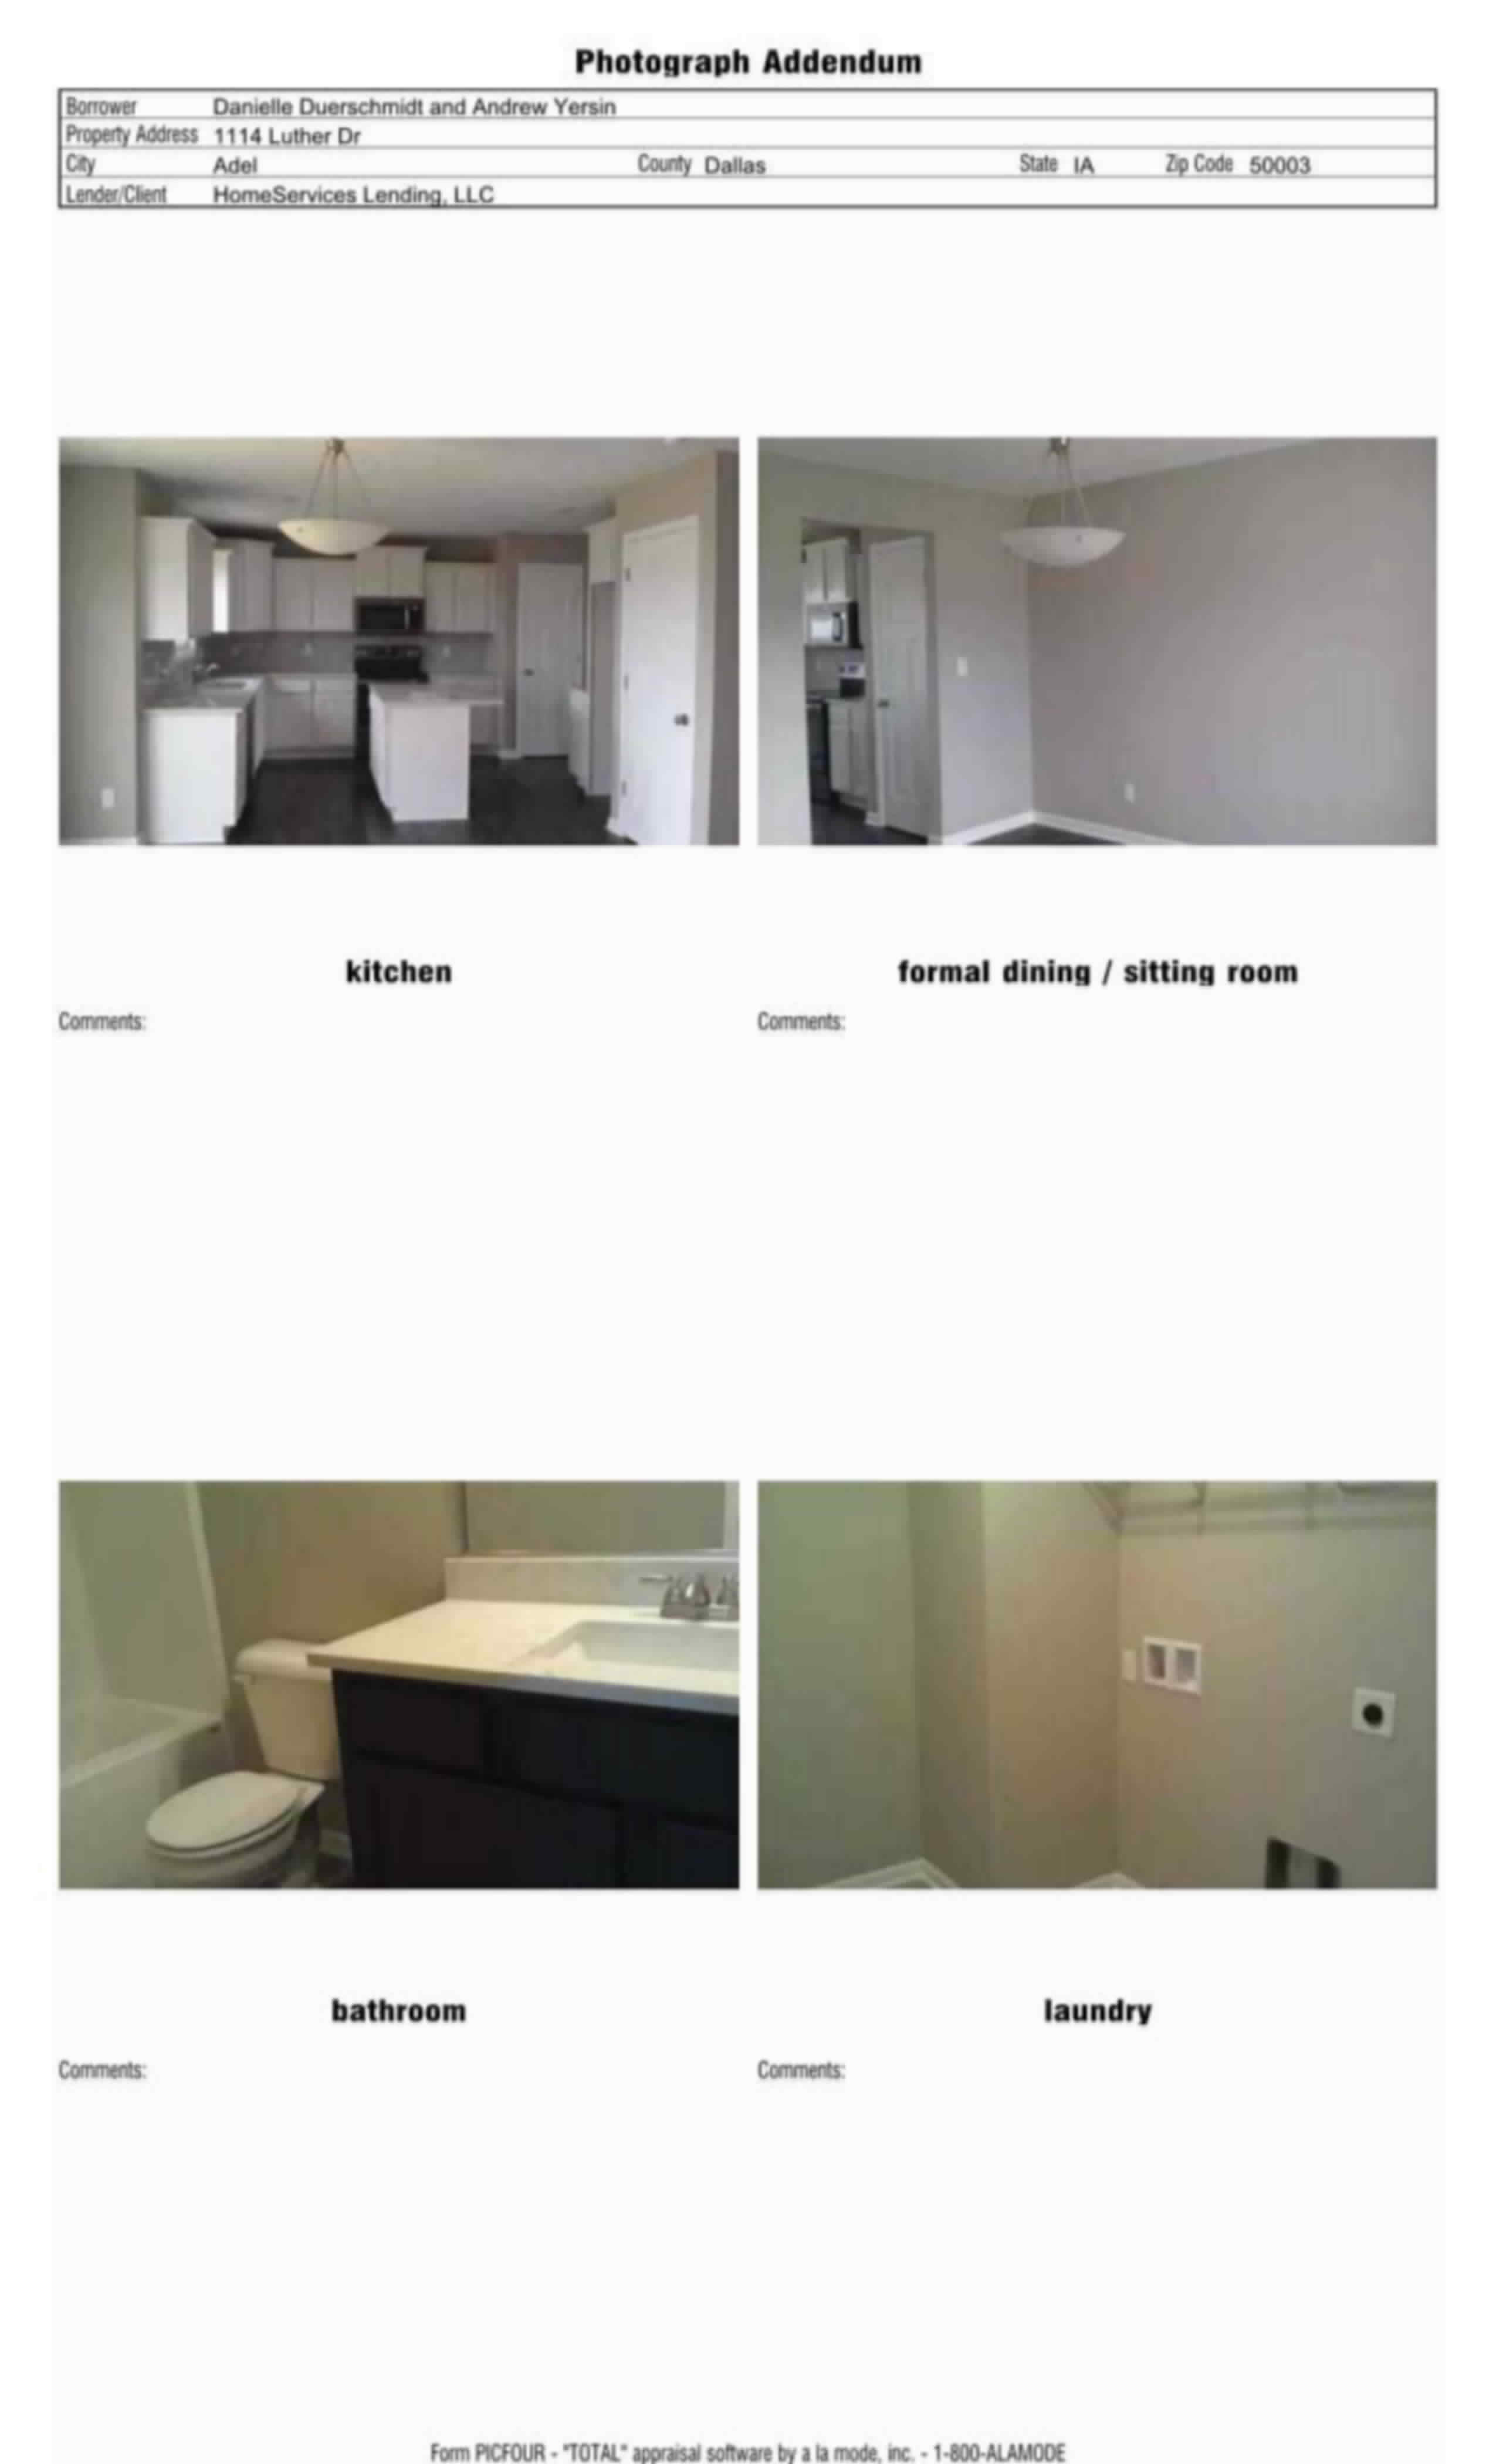 Photograph Addendum
Borrower Danielle Duerschmidt and Andrew Yersin
Property Address 1114 Luther Dr
City Adel County Dallas State IA Zip Code 50003
Lender/Client HomeServices Lending, LLC
kitchen formal dining / sitting room
Comments: Comments:
bathroom laundry
Comments: Comments:
Form PICFOUR - "TOTAL" appraisal software by a la mode, inc. - 1-800-ALAMODE